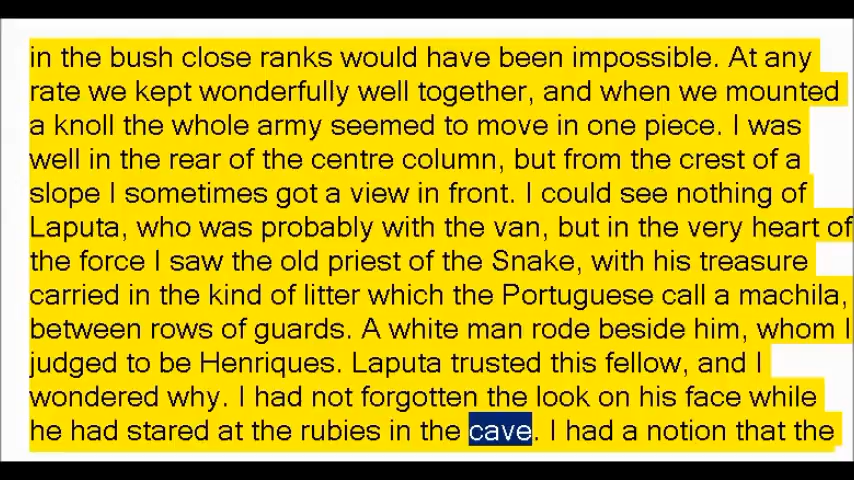 in the bush close ranks would have been impossible. At any
rate we kept wonderfully well together, and when we mounted
a knoll the whole army seemed to move in one piece. I was
well in the rear of the centre column, but from the crest of a
slope I sometimes got a view in front. I could see nothing of
Laputa, who was probably with the van, but in the very heart of
the force I saw the old priest of the Snake, with his treasure
carried in the kind of litter which the Portuguese call a machila,
between rows of guards. A white man rode beside him, whom I
judged to be Henriques. Laputa trusted this fellow, and I
wondered why. I had not forgotten the look on his face while
he had stared at the rubies in the cave. I had a notion that the